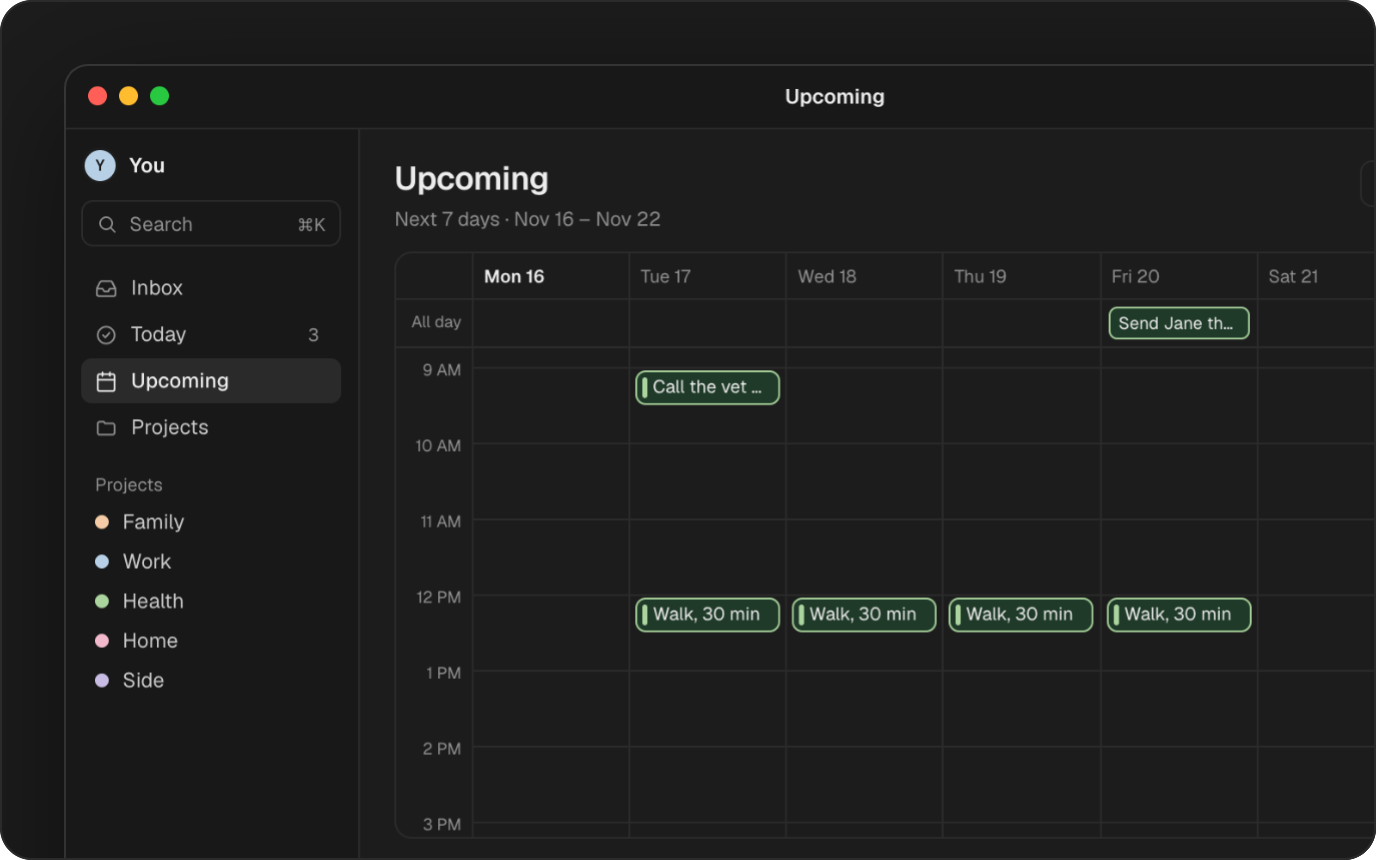 Upcoming
Y You
Search ⌘K
Inbox
Today 3
Upcoming
Projects
Projects
Family
Work
Health
Home
Side
Upcoming
Next 7 days · Nov 16 – Nov 22
Mon 16 Tue 17 Wed 18 Thu 19 Fri 20 Sat 21
All day Send Jane th...
9 AM Call the vet ...
10 AM
11 AM
12 PM Walk, 30 min Walk, 30 min Walk, 30 min Walk, 30 min
1 PM
2 PM
3 PM